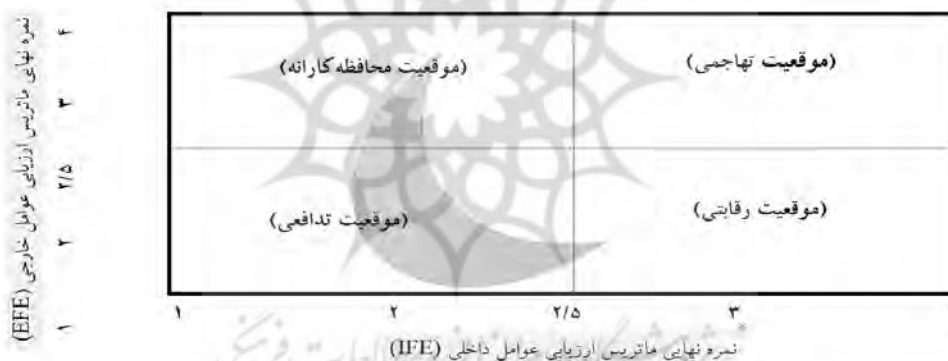 (موقعیت تهاجمی)
(موقعیت محافظه‌کارانه)
(موقعیت رقابتی)
(موقعیت تدافعی)
نمره نهایی ماتریس ارزیابی عوامل خارجی (EFE)
۴
۳
۲/۵
۲
۱
۱ ۲ ۲/۵ ۳
نمره نهایی ماتریس ارزیابی عوامل داخلی (IFE)